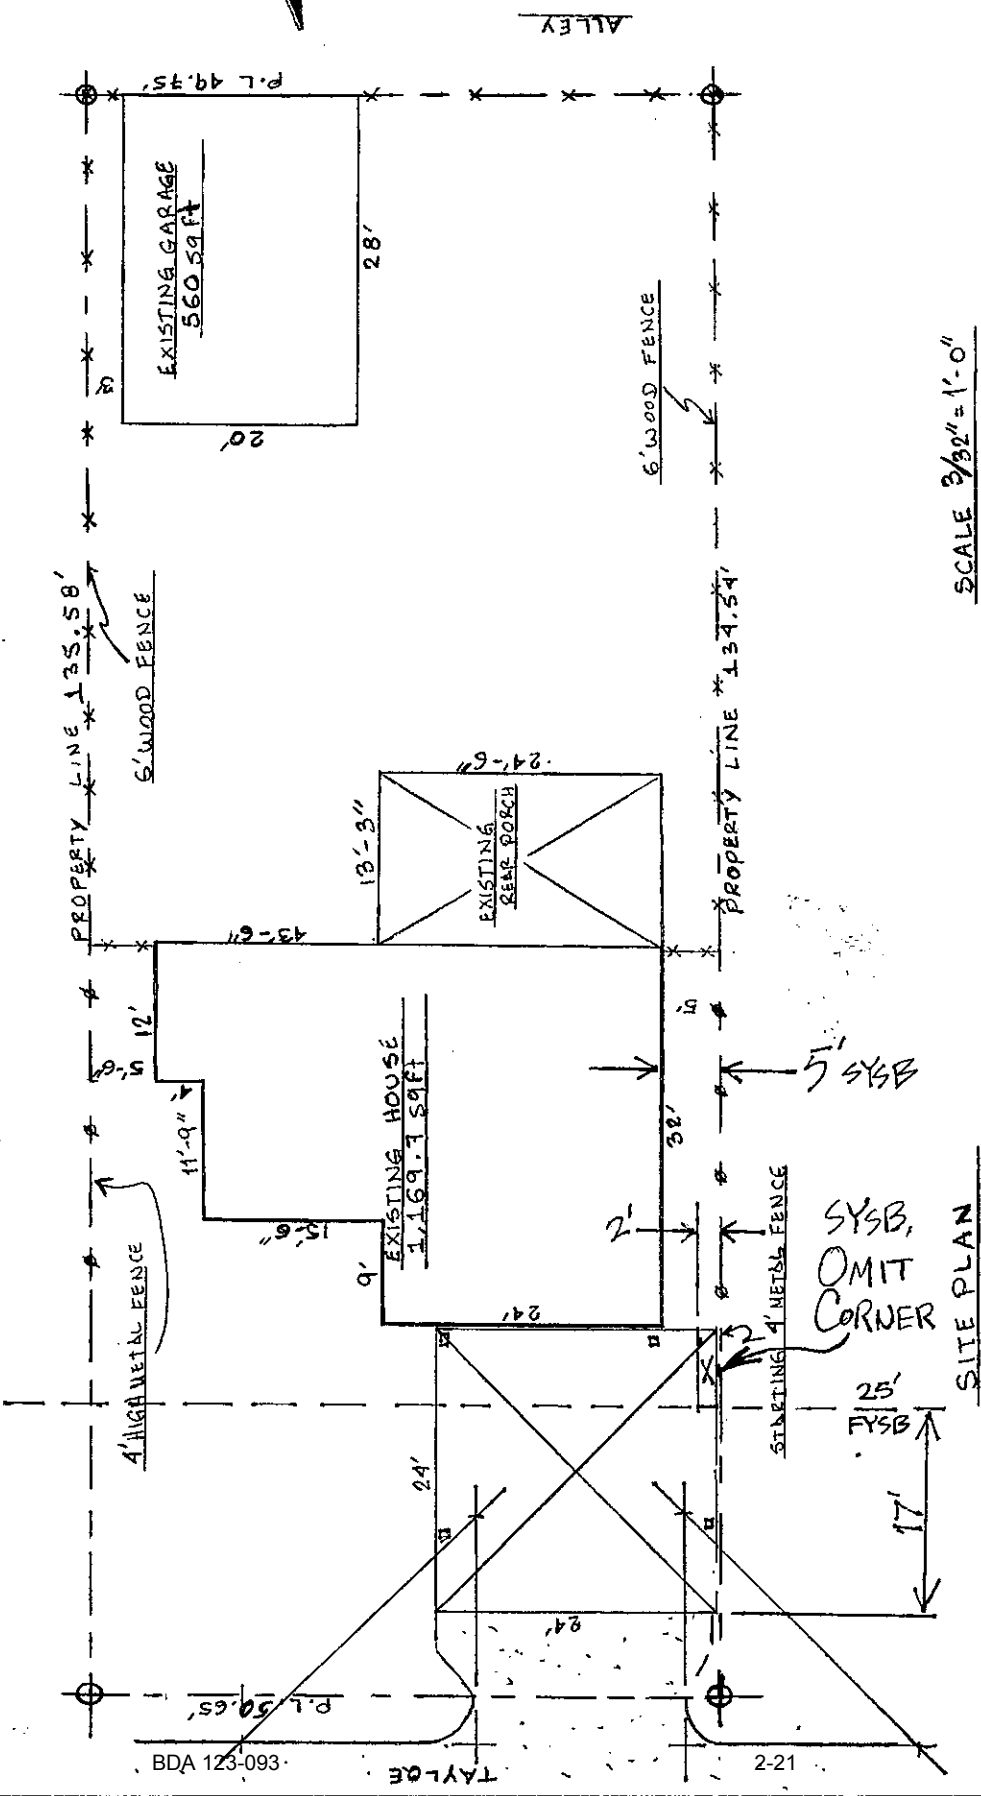 ALLEY
P.L 49.75'
EXISTING GARAGE
560 sq ft
28'
20'
3'
6' WOOD FENCE
SCALE 3/32" = 1'-0"
PROPERTY LINE 135.58'
6' WOOD FENCE
PROPERTY LINE 134.54'
24'-6"
13'-3"
EXISTING
REAR PORCH
43'-6"
12'
5'-6"
4'
11'-9"
15'-6"
9'
EXISTING HOUSE
1,169.7 sq ft
32'
24'
5'
5' SYSB
2'
4' HIGH METAL FENCE
STARTING 4' METAL FENCE
SYSB,
OMIT
CORNER
X
2
25'
FYSB
17'
24'
24'
SITE PLAN
P.L 50.65'
TAYLOE
BDA 123-093
2-21